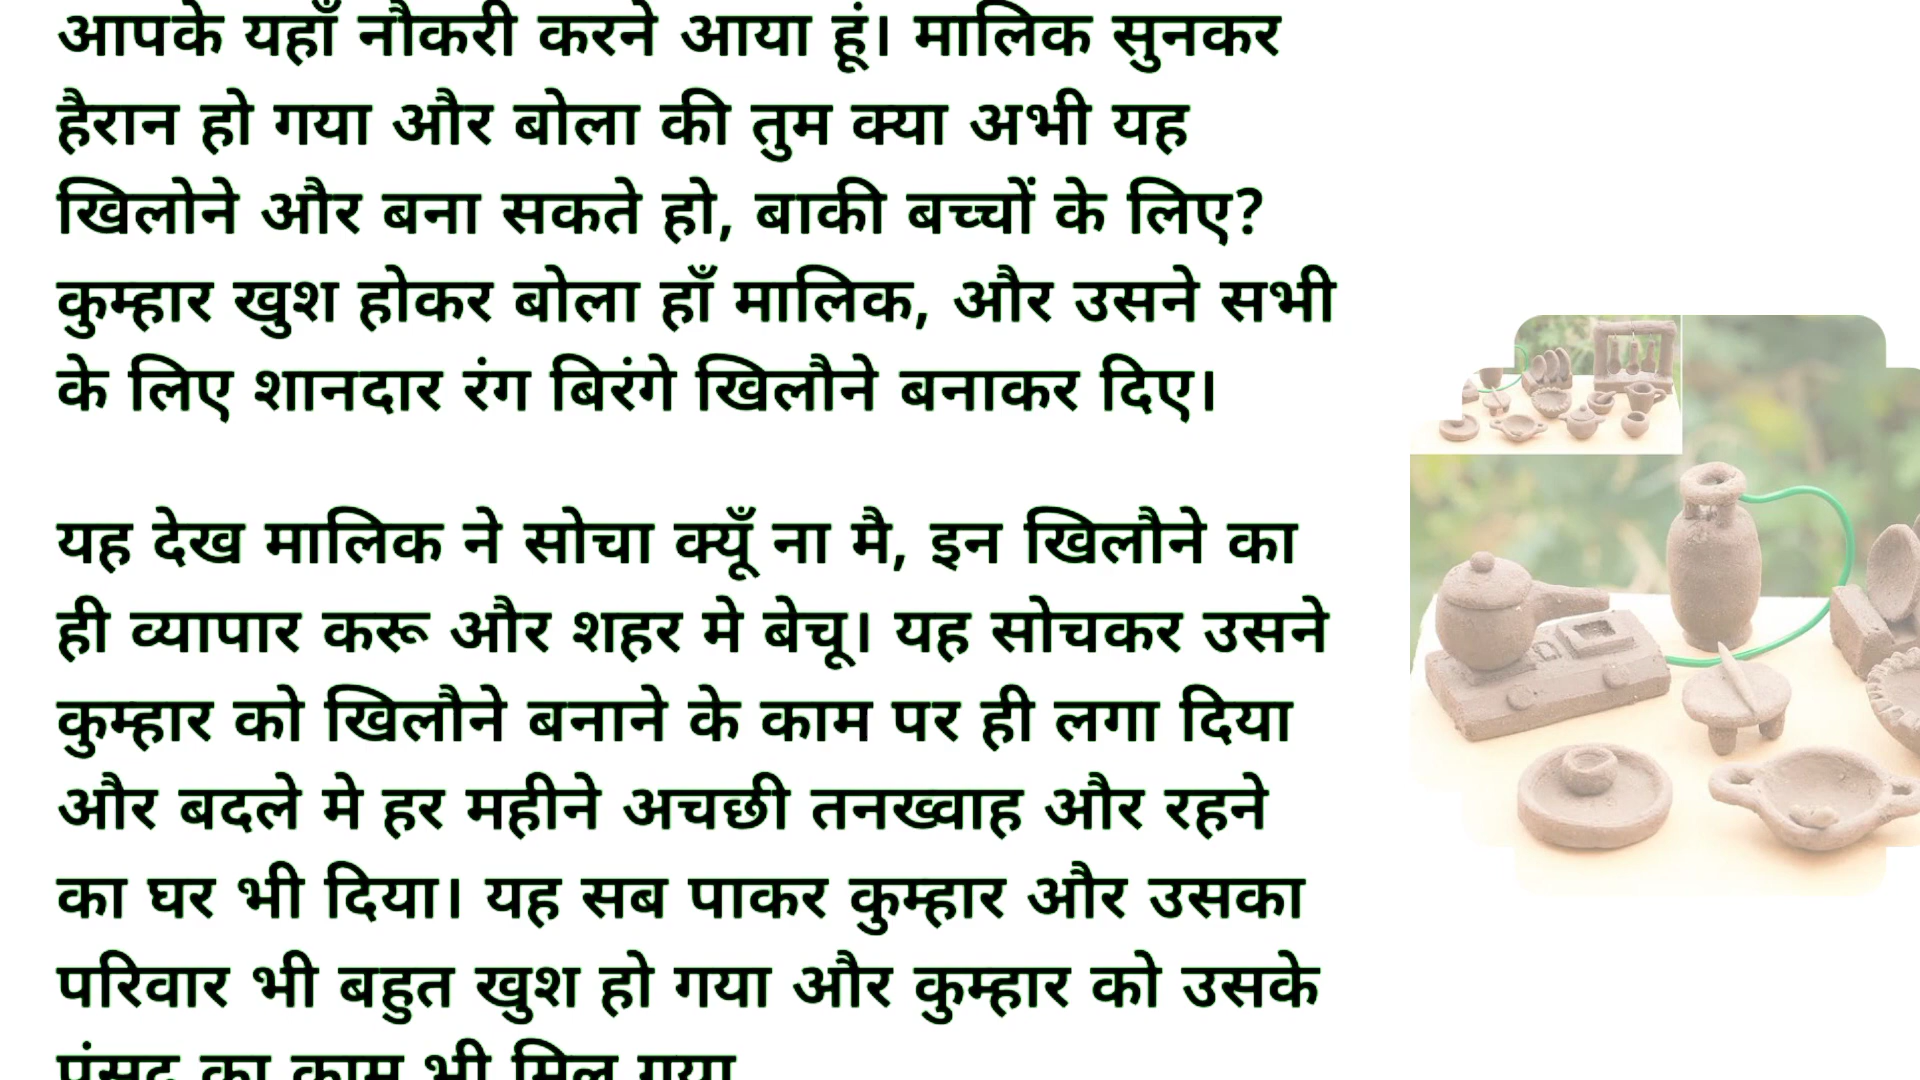 आपके यहाँ नौकरी करने आया हूं। मालिक सुनकर
हैरान हो गया और बोला की तुम क्या अभी यह
खिलोने और बना सकते हो, बाकी बच्चों के लिए?
कुम्हार खुश होकर बोला हाँ मालिक, और उसने सभी
के लिए शानदार रंग बिरंगे खिलौने बनाकर दिए।
यह देख मालिक ने सोचा क्यूँ ना मै, इन खिलौने का
ही व्यापार करू और शहर मे बेचू। यह सोचकर उसने
कुम्हार को खिलौने बनाने के काम पर ही लगा दिया
और बदले मे हर महीने अचछी तनख्वाह और रहने
का घर भी दिया। यह सब पाकर कुम्हार और उसका
परिवार भी बहुत खुश हो गया और कुम्हार को उसके
पंसद का काम भी मिल गया